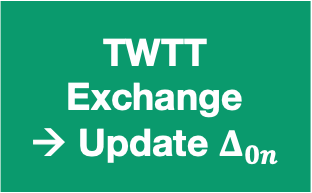 TWTT
Exchange
→ Update Δ₀ₙ